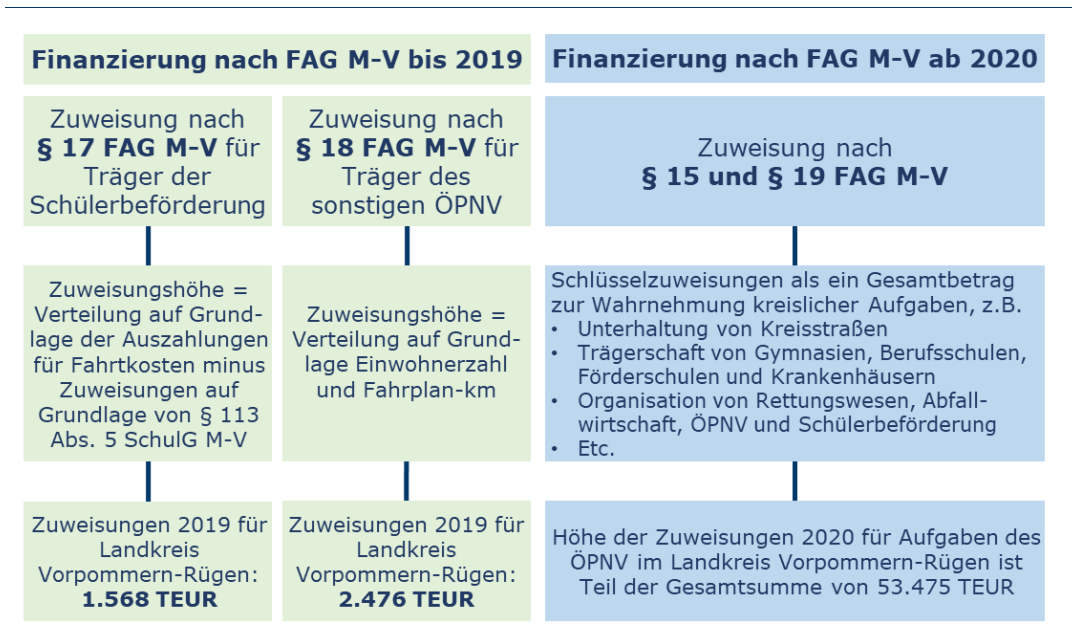 Finanzierung nach FAG M-V bis 2019
Zuweisung nach
§ 17 FAG M-V für
Träger der
Schülerbeförderung
Zuweisung nach
§ 18 FAG M-V für
Träger des
sonstigen ÖPNV
Zuweisungshöhe =
Verteilung auf Grund-
lage der Auszahlungen
für Fahrtkosten minus
Zuweisungen auf
Grundlage von § 113
Abs. 5 SchulG M-V
Zuweisungshöhe =
Verteilung auf Grund-
lage Einwohnerzahl
und Fahrplan-km
Zuweisungen 2019 für
Landkreis
Vorpommern-Rügen:
1.568 TEUR
Zuweisungen 2019 für
Landkreis
Vorpommern-Rügen:
2.476 TEUR
Finanzierung nach FAG M-V ab 2020
Zuweisung nach
§ 15 und § 19 FAG M-V
Schlüsselzuweisungen als ein Gesamtbetrag
zur Wahrnehmung kreislicher Aufgaben, z.B.
• Unterhaltung von Kreisstraßen
• Trägerschaft von Gymnasien, Berufsschulen,
Förderschulen und Krankenhäusern
• Organisation von Rettungswesen, Abfall-
wirtschaft, ÖPNV und Schülerbeförderung
• Etc.
Höhe der Zuweisungen 2020 für Aufgaben des
ÖPNV im Landkreis Vorpommern-Rügen ist
Teil der Gesamtsumme von 53.475 TEUR